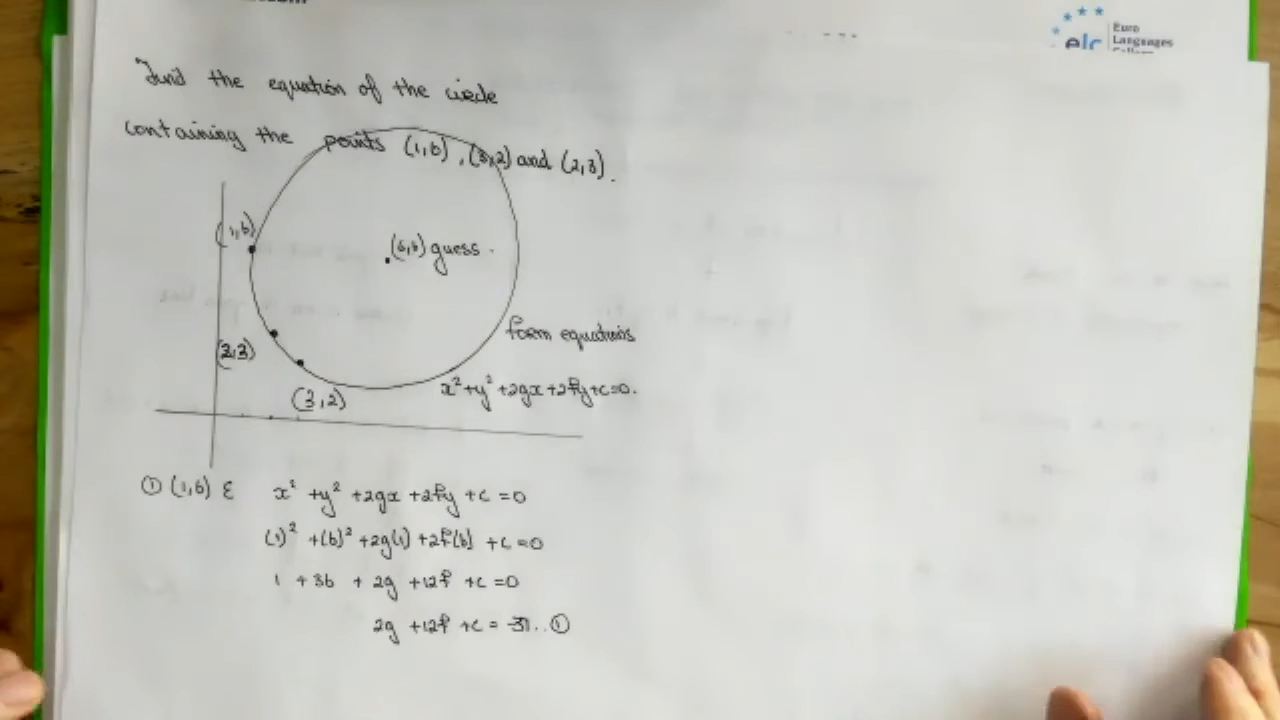 Euro
elc Languages
Find the equation of the circle
containing the points (1,6), (3,2) and (2,3).
(1,6)
(6,6) guess.
(2,3)
(3,2)
form equations
x² + y² + 2gx + 2fy + c = 0.
① (1,6) ε x² + y² + 2gx + 2fy + c = 0
(1)² + (6)² + 2g(1) + 2f(6) + c = 0
1 + 36 + 2g + 12f + c = 0
2g + 12f + c = -37..①